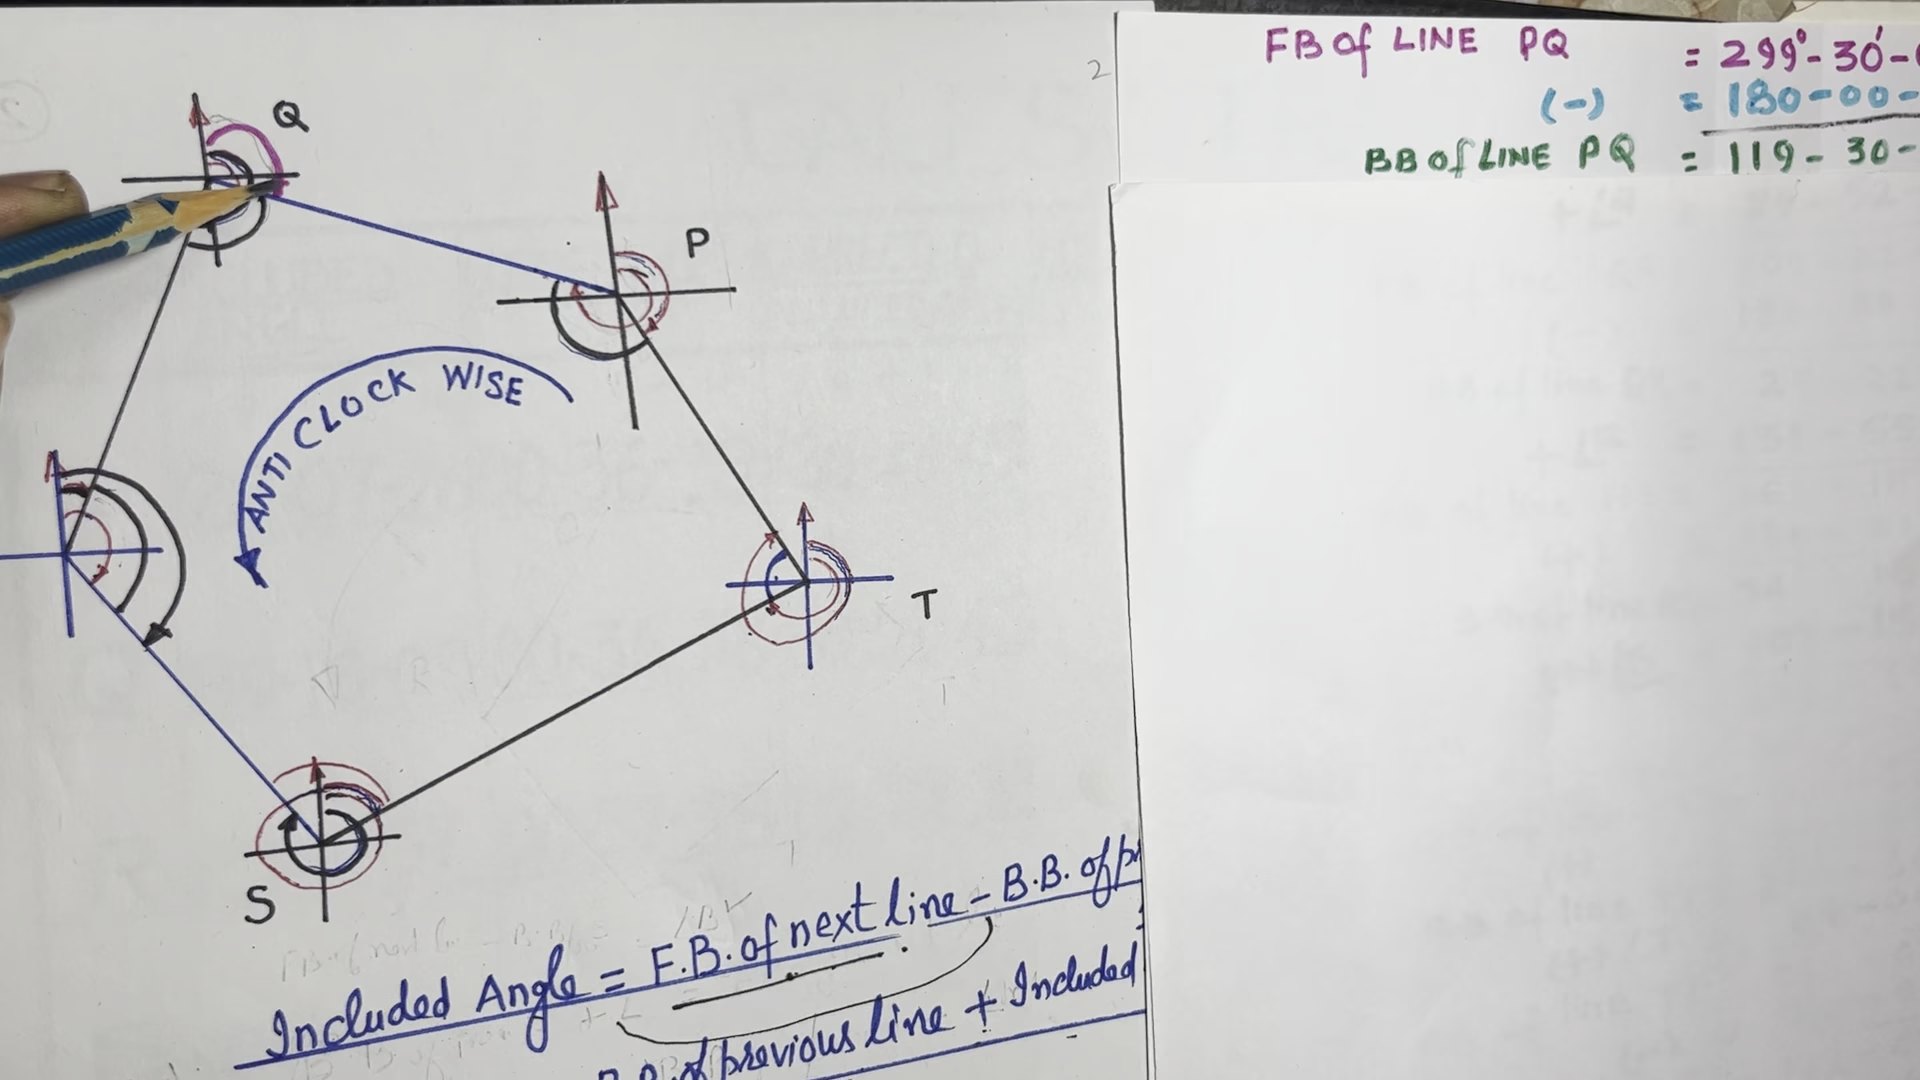 Q
P
ANTI CLOCK WISE
T
S
Included Angle = F.B. of next line - B.B. of
of previous line + Included
2
FB of LINE PQ = 299°- 30'-
(-) = 180-00-
BB of LINE PQ = 119- 30-